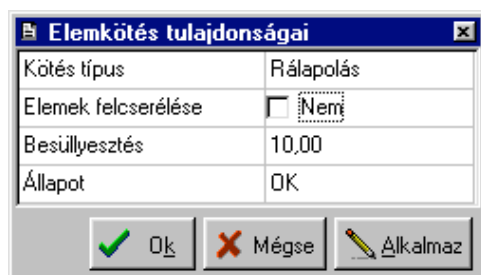 Elemkötés tulajdonságai
Kötés típus Rálapolás
Elemek felcserélése Nem
Besüllyesztés 10,00
Állapot OK
Ok Mégse Alkalmaz